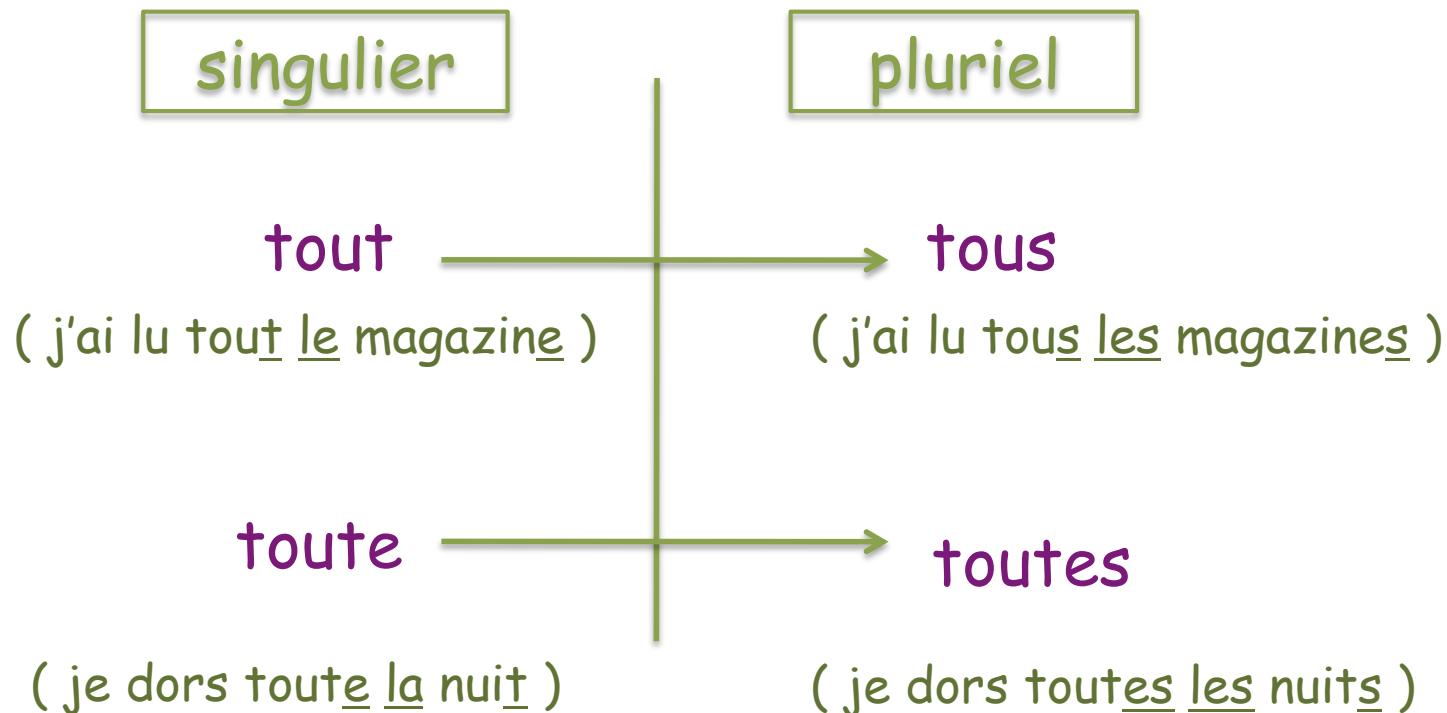 singulier
pluriel
tout
tous
( j'ai lu tout le magazine )
( j'ai lu tous les magazines )
toute
toutes
( je dors toute la nuit )
( je dors toutes les nuits )